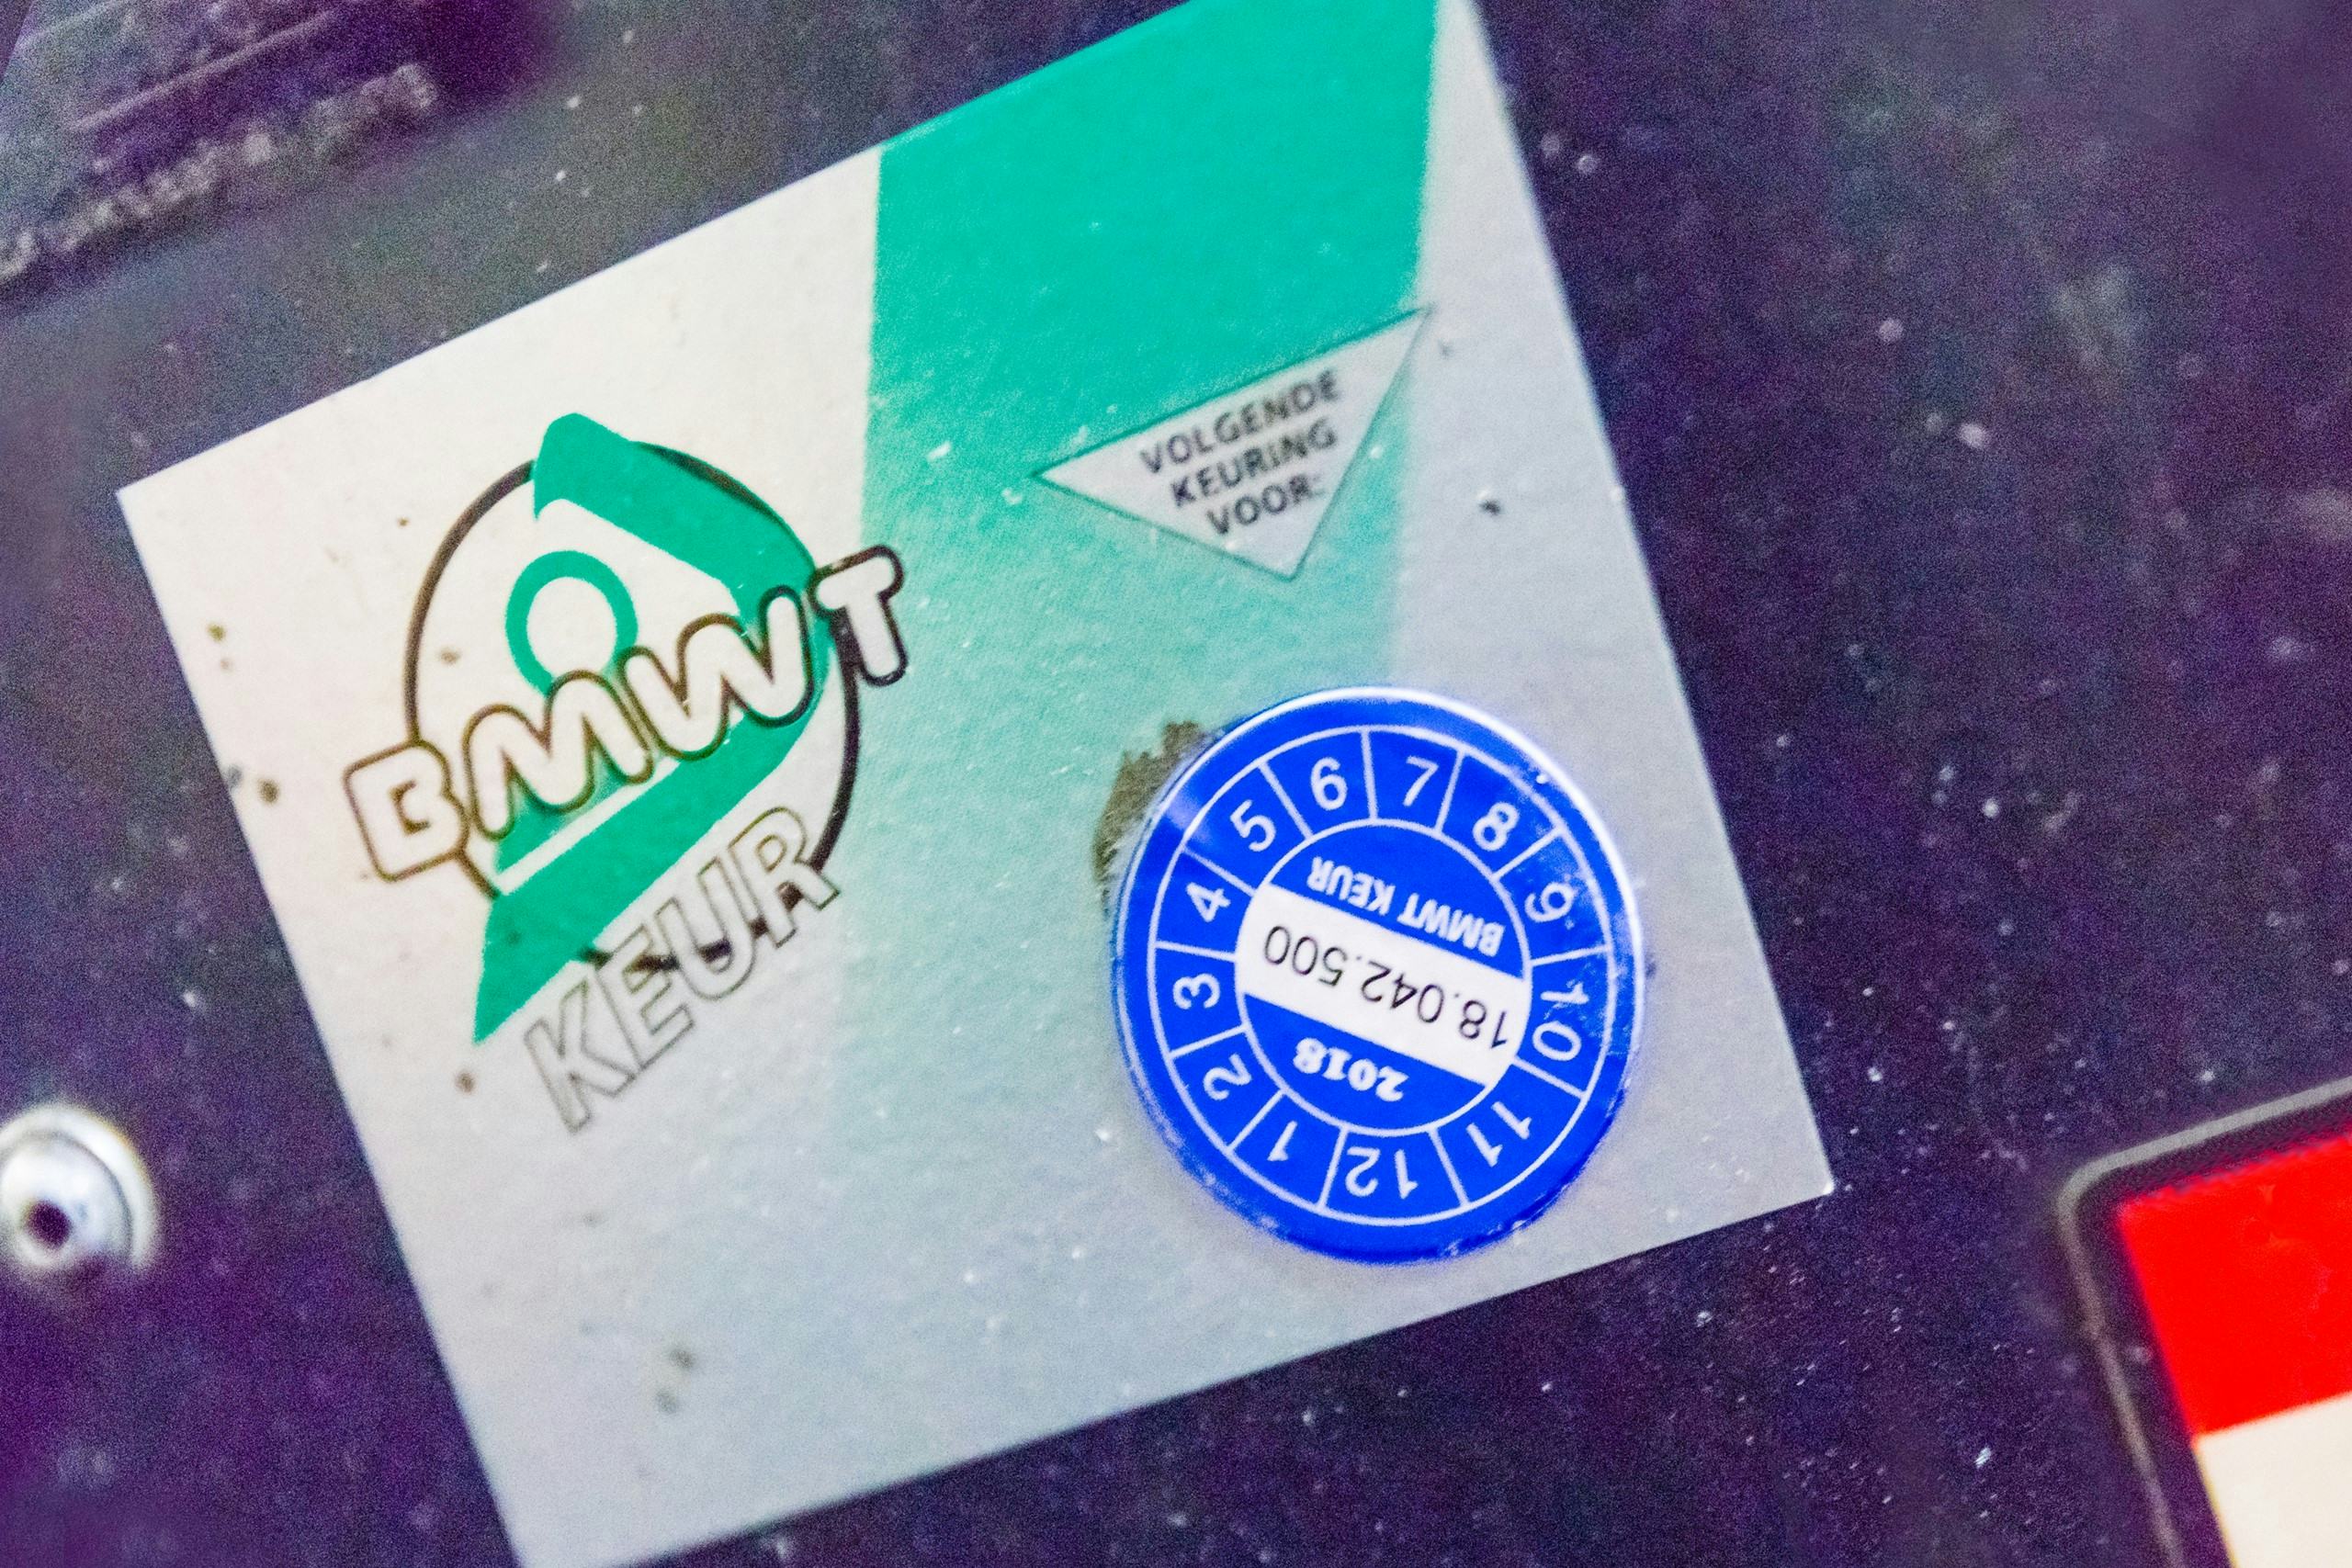 BMWT
KEUR
VOLGENDE
KEURING
VOOR:
1 2 3 4 5 6 7 8 9 10 11 12
BMWT KEUR
18.042.500
2018